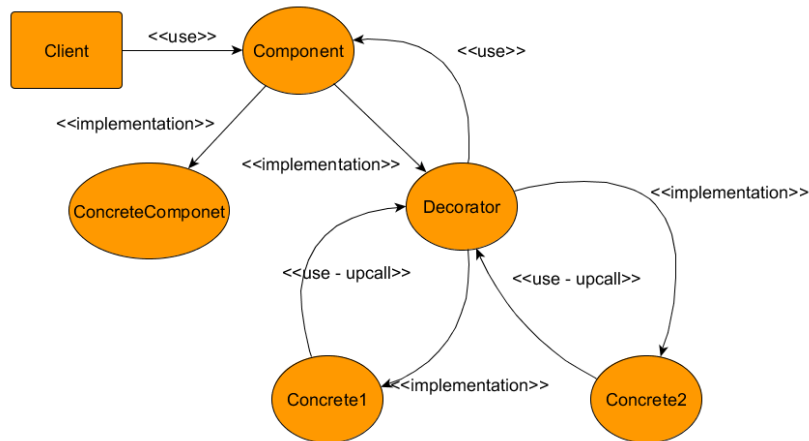 <<use>>
Client
Component
<<use>>
<<implementation>>
<<implementation>>
<<implementation>>
ConcreteComponet
Decorator
<<use - upcall>>
<<use - upcall>>
<<implementation>>
Concrete1
Concrete2